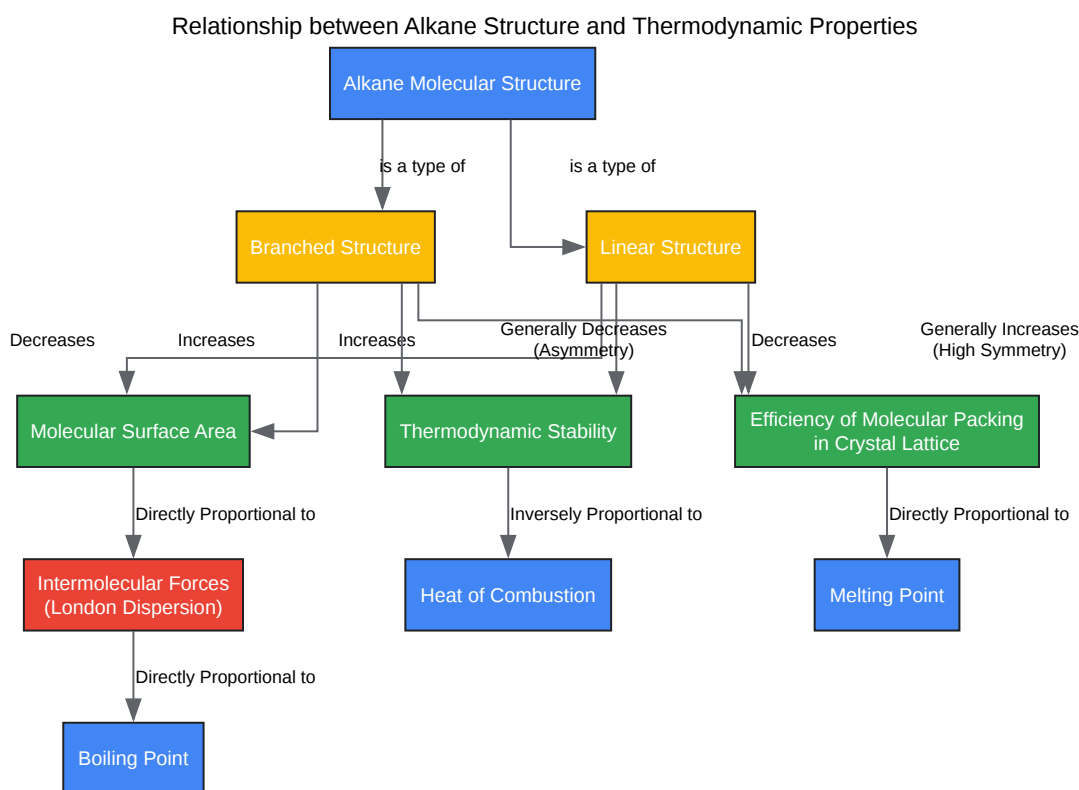 Relationship between Alkane Structure and Thermodynamic Properties
Alkane Molecular Structure
is a type of
is a type of
Branched Structure
Linear Structure
Decreases
Increases
Increases
Generally Decreases
(Asymmetry)
Decreases
Generally Increases
(High Symmetry)
Molecular Surface Area
Thermodynamic Stability
Efficiency of Molecular Packing
in Crystal Lattice
Directly Proportional to
Inversely Proportional to
Directly Proportional to
Intermolecular Forces
(London Dispersion)
Heat of Combustion
Melting Point
Directly Proportional to
Boiling Point